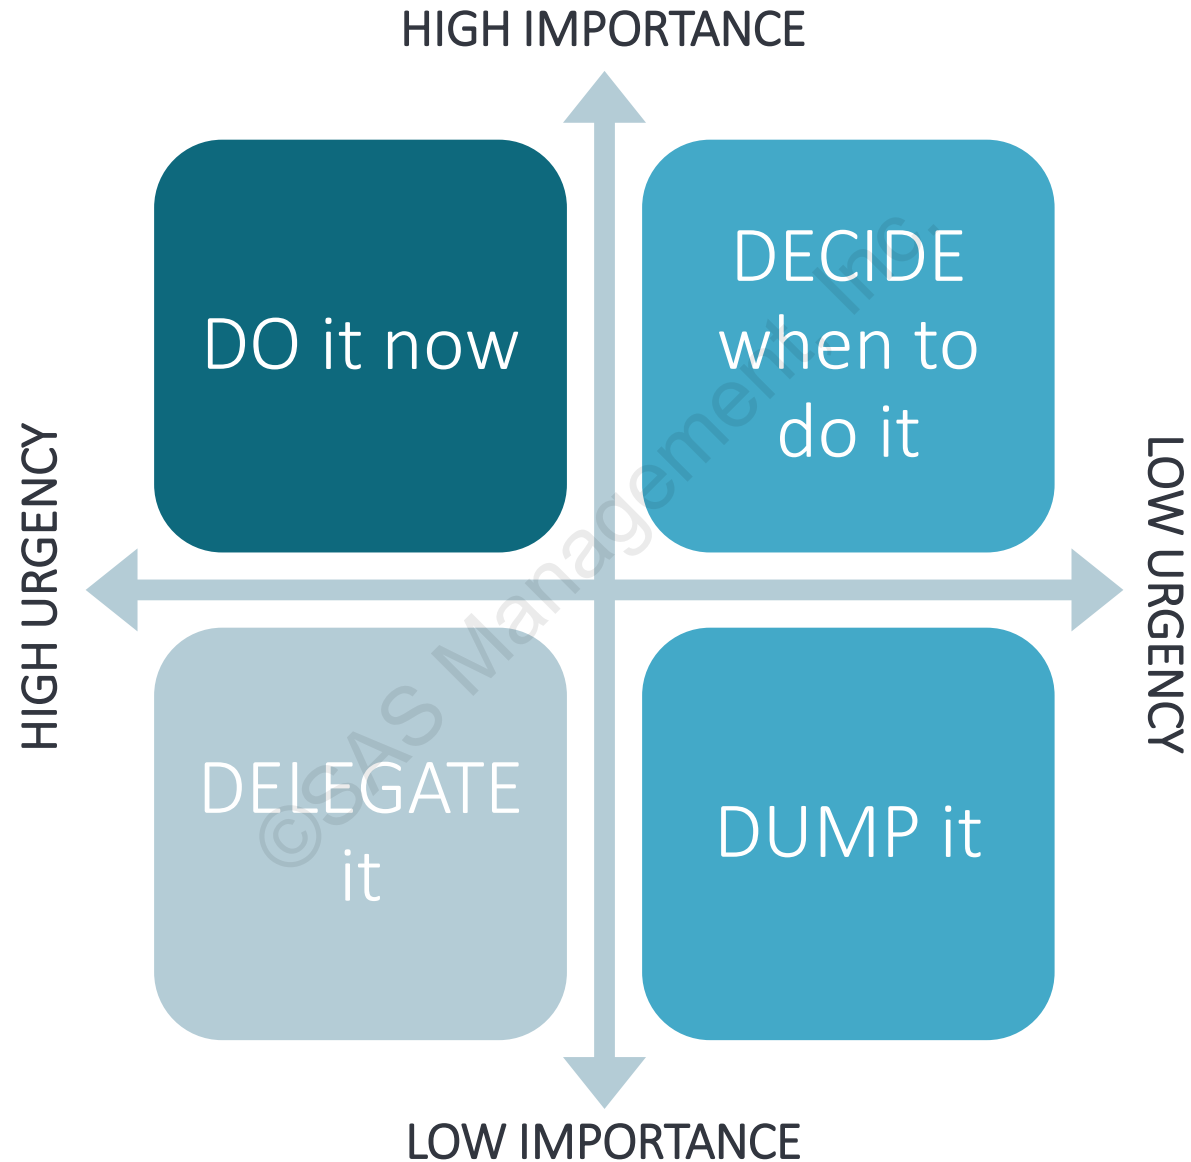 HIGH IMPORTANCE
DO it now
DECIDE
when to
do it
HIGH URGENCY
LOW URGENCY
DELEGATE
it
DUMP it
LOW IMPORTANCE
©SAS Management, Inc.